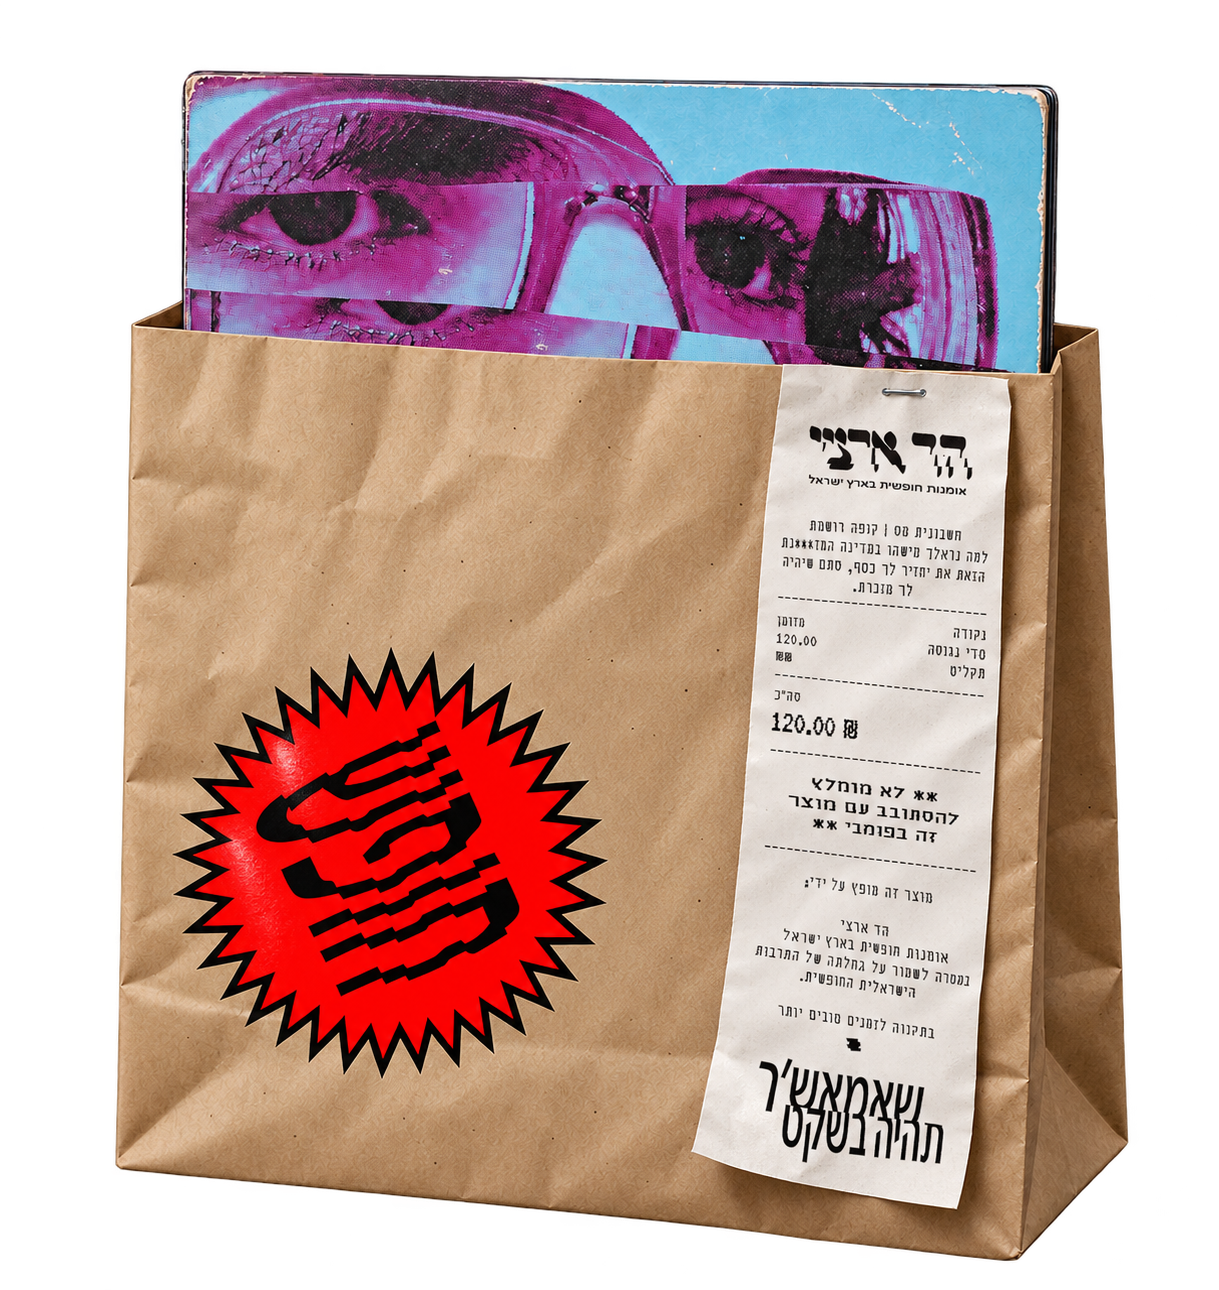 הד ארצי
אומנות חופשית בארץ ישראל
חשבונית מס | קופה רושמת
למה נראלך מישהו במדינה המז***נת
הזאת את יחזיר לך כסף, סתם שיהיה
לך מזכרת.
נקודה מזומן
סדי נגוסה 120.00
תקליט ₪₪
סה"כ
120.00 ₪
** לא מומלץ
להסתובב עם מוצר
זה בפומבי **
מוצר זה מופץ על ידי:
הד ארצי
אומנות חופשית בארץ ישראל
במטרה לשמור על גחלתה של התרבות
הישראלית החופשית.
בתקנוה לזמנים טובים יותר
שאמאש'ך
תהיה בשקט